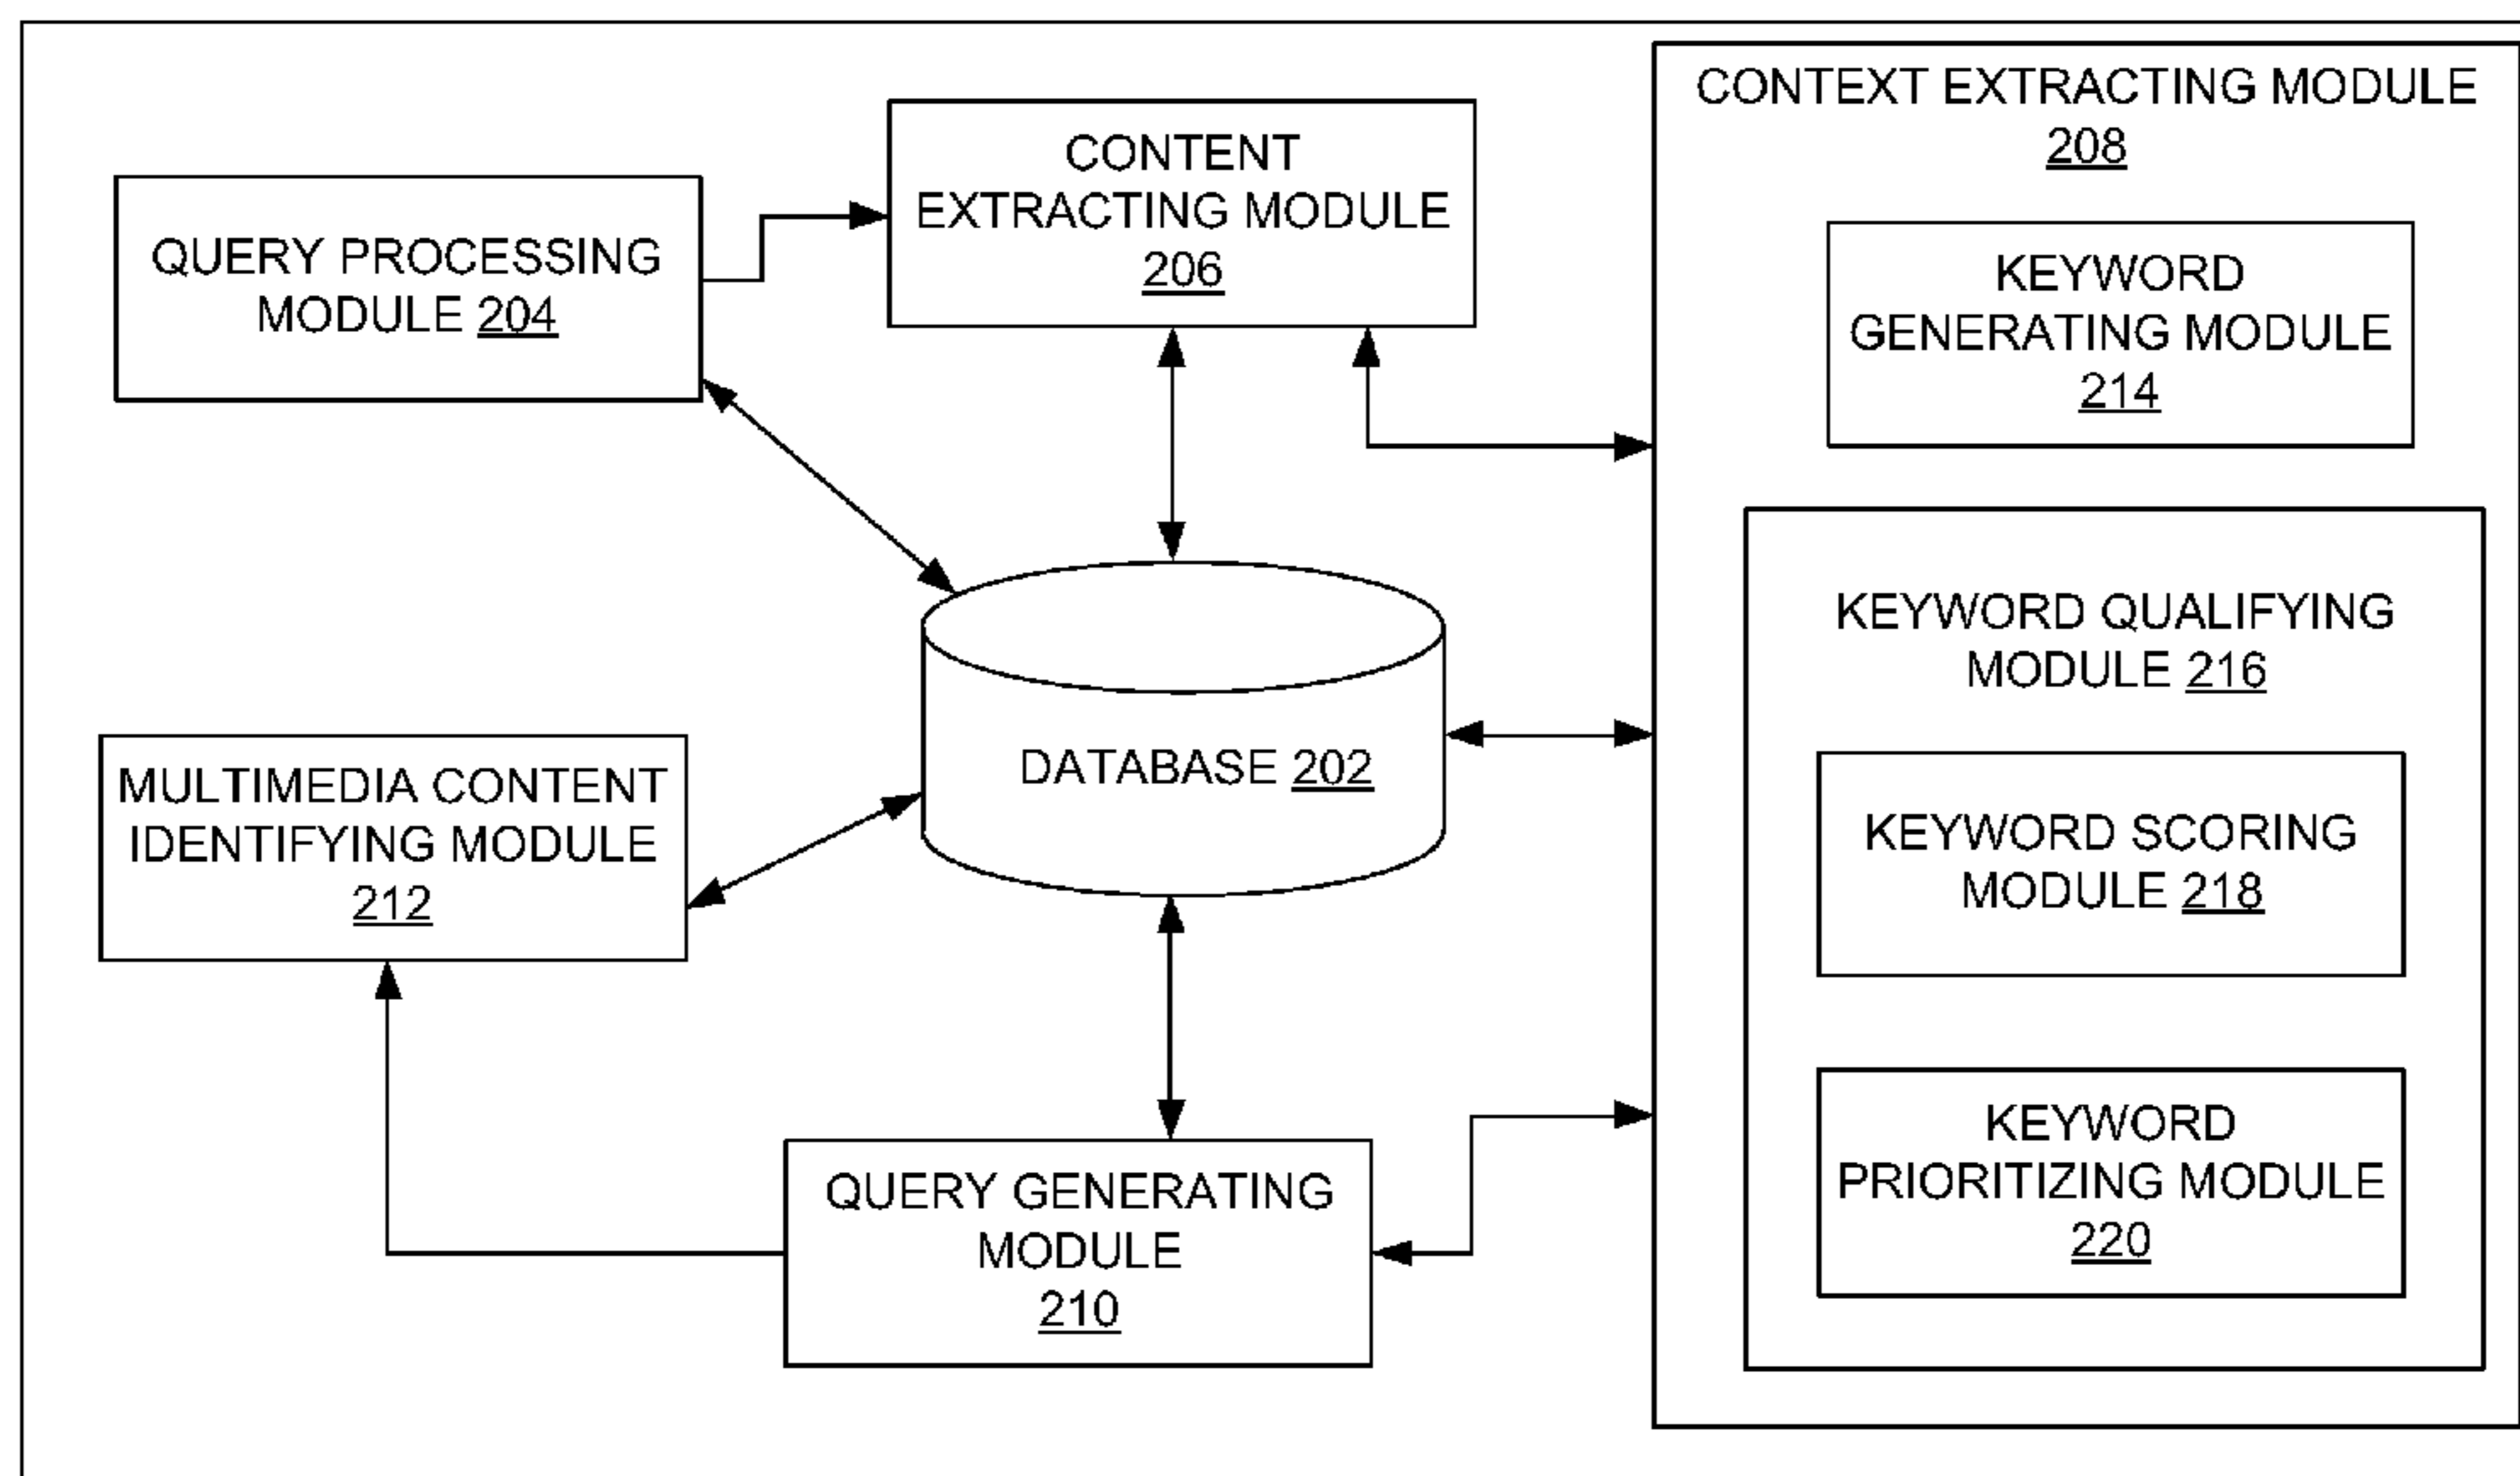 CONTEXT EXTRACTING MODULE
208
CONTENT
EXTRACTING MODULE
206
QUERY PROCESSING
MODULE 204
KEYWORD
GENERATING MODULE
214
KEYWORD QUALIFYING
MODULE 216
DATABASE 202
MULTIMEDIA CONTENT
IDENTIFYING MODULE
212
KEYWORD SCORING
MODULE 218
KEYWORD
PRIORITIZING MODULE
220
QUERY GENERATING
MODULE
210